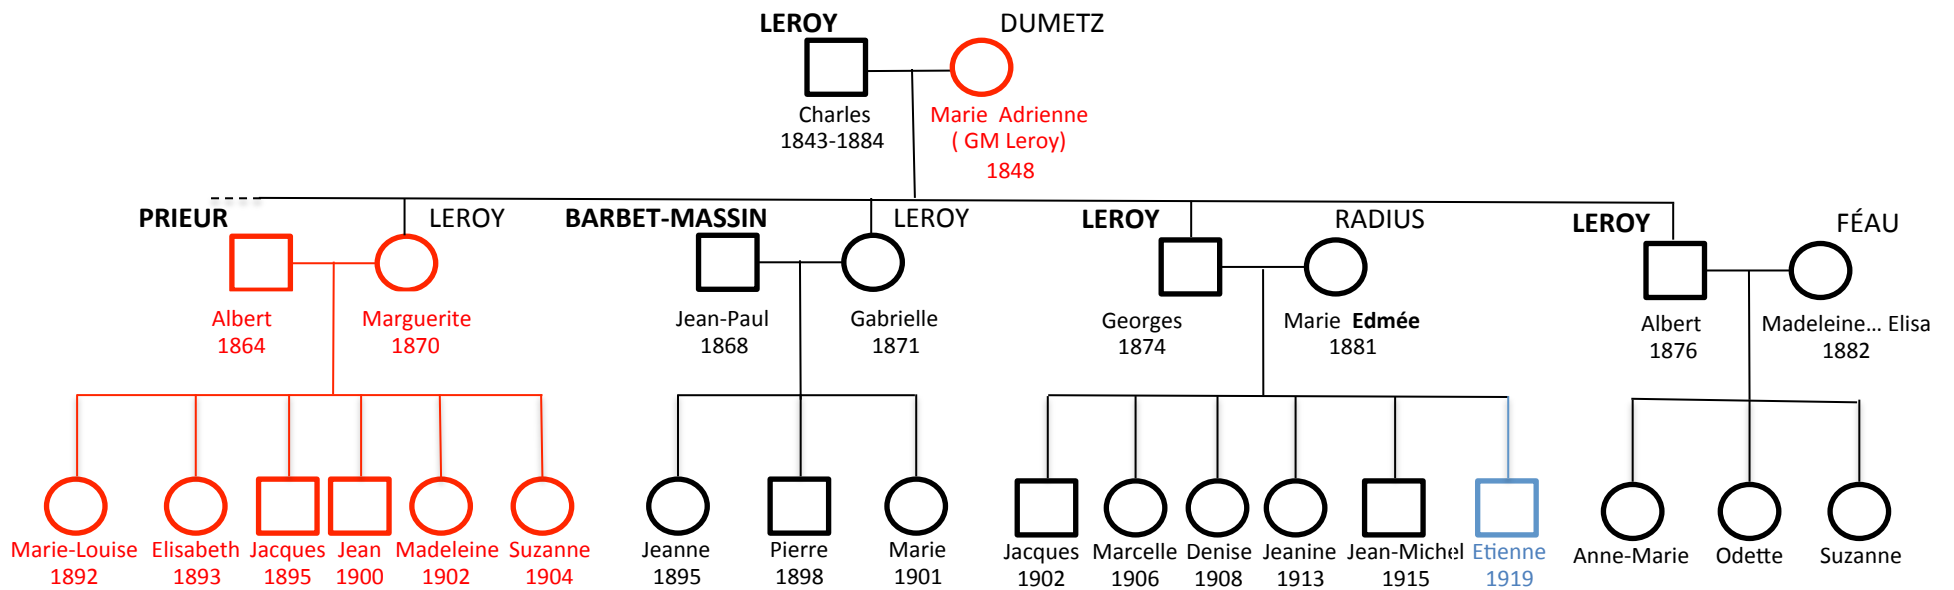 LEROY DUMETZ
Charles
1843-1884
Marie Adrienne
( GM Leroy)
1848
PRIEUR LEROY BARBET-MASSIN LEROY LEROY RADIUS LEROY FÉAU
Albert
1864
Marguerite
1870
Jean-Paul
1868
Gabrielle
1871
Georges
1874
Marie Edmée
1881
Albert
1876
Madeleine... Elisa
1882
Marie-Louise
1892
Elisabeth
1893
Jacques
1895
Jean
1900
Madeleine
1902
Suzanne
1904
Jeanne
1895
Pierre
1898
Marie
1901
Jacques
1902
Marcelle
1906
Denise
1908
Jeanine
1913
Jean-Michel
1915
Etienne
1919
Anne-Marie
Odette
Suzanne